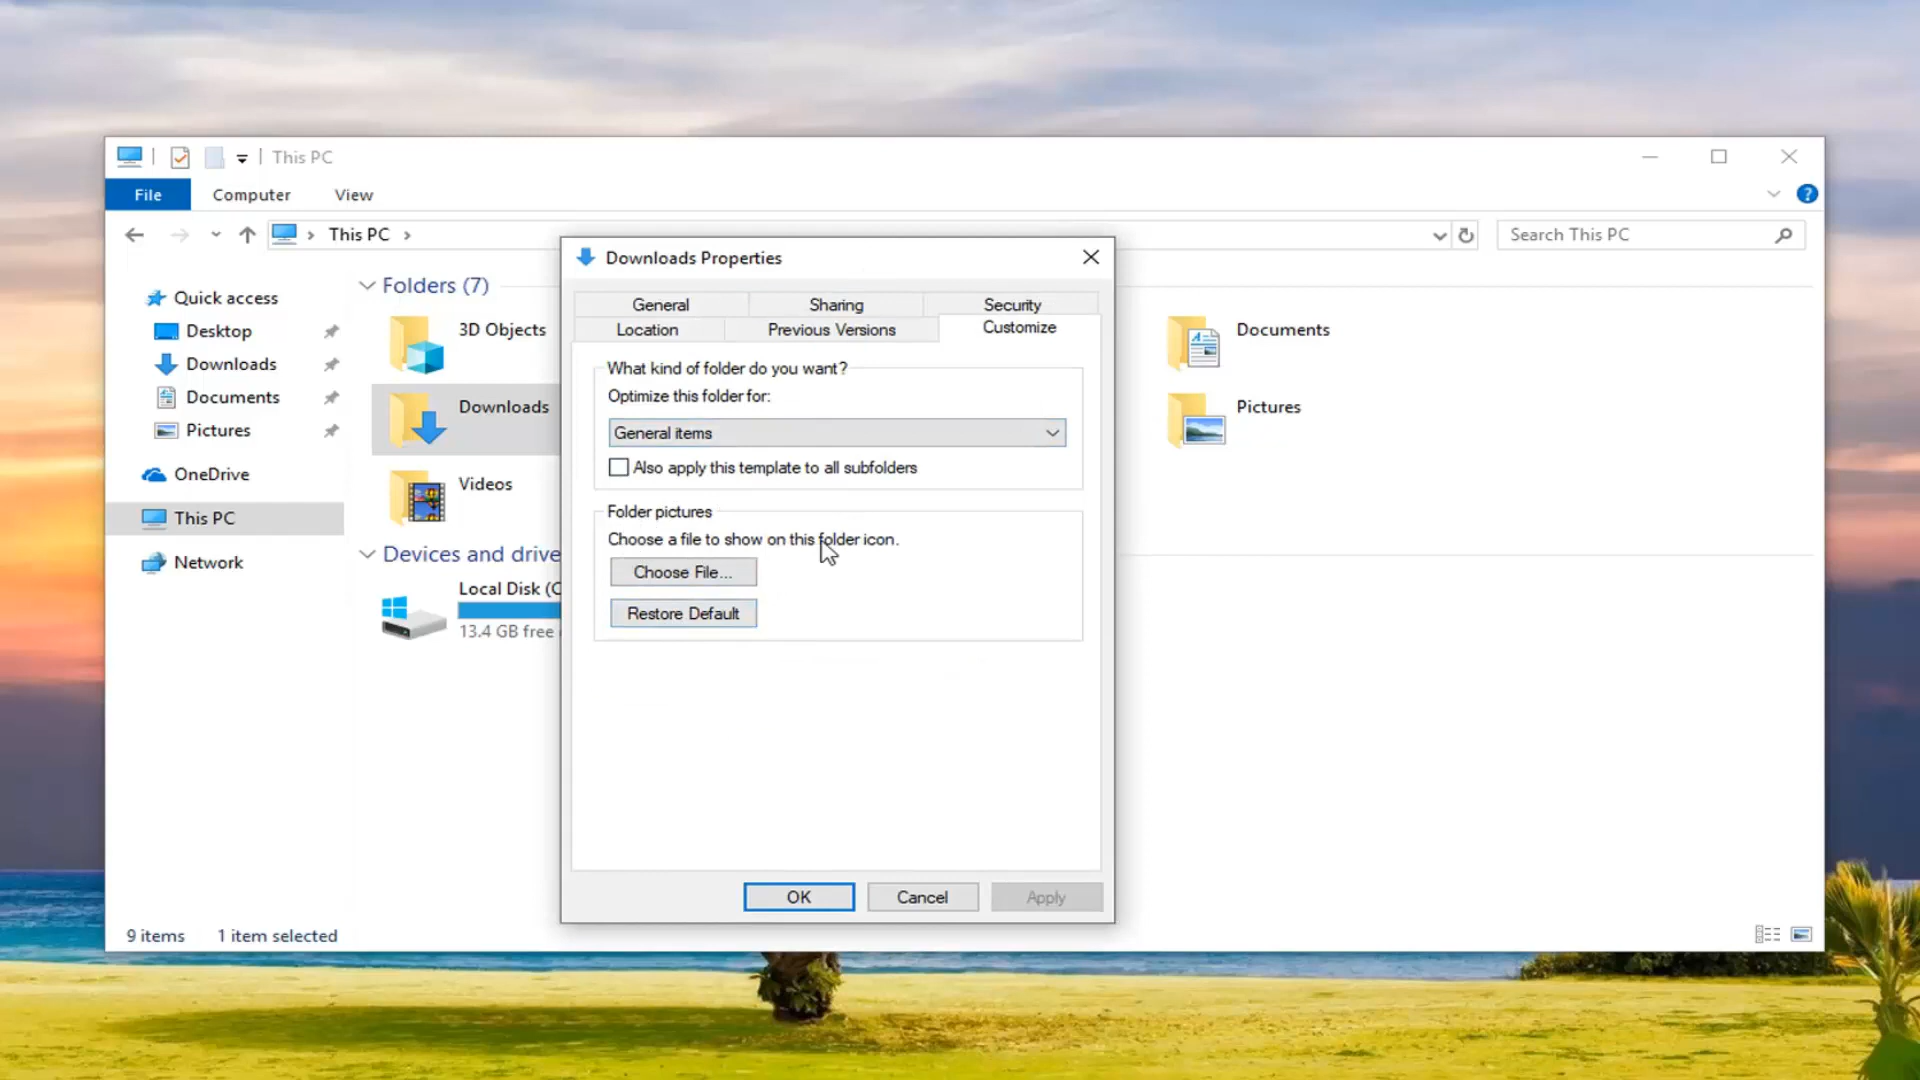 This PC
File
Computer
View
This PC
Search This PC
Quick access
Desktop
Downloads
Documents
Pictures
OneDrive
This PC
Network
Folders (7)
3D Objects
Downloads
Videos
Documents
Pictures
Devices and drive
Local Disk (C
13.4 GB free
9 items
1 item selected
Downloads Properties
General
Sharing
Security
Location
Previous Versions
Customize
What kind of folder do you want?
Optimize this folder for:
General items
Also apply this template to all subfolders
Folder pictures
Choose a file to show on this folder icon.
Choose File...
Restore Default
OK
Cancel
Apply